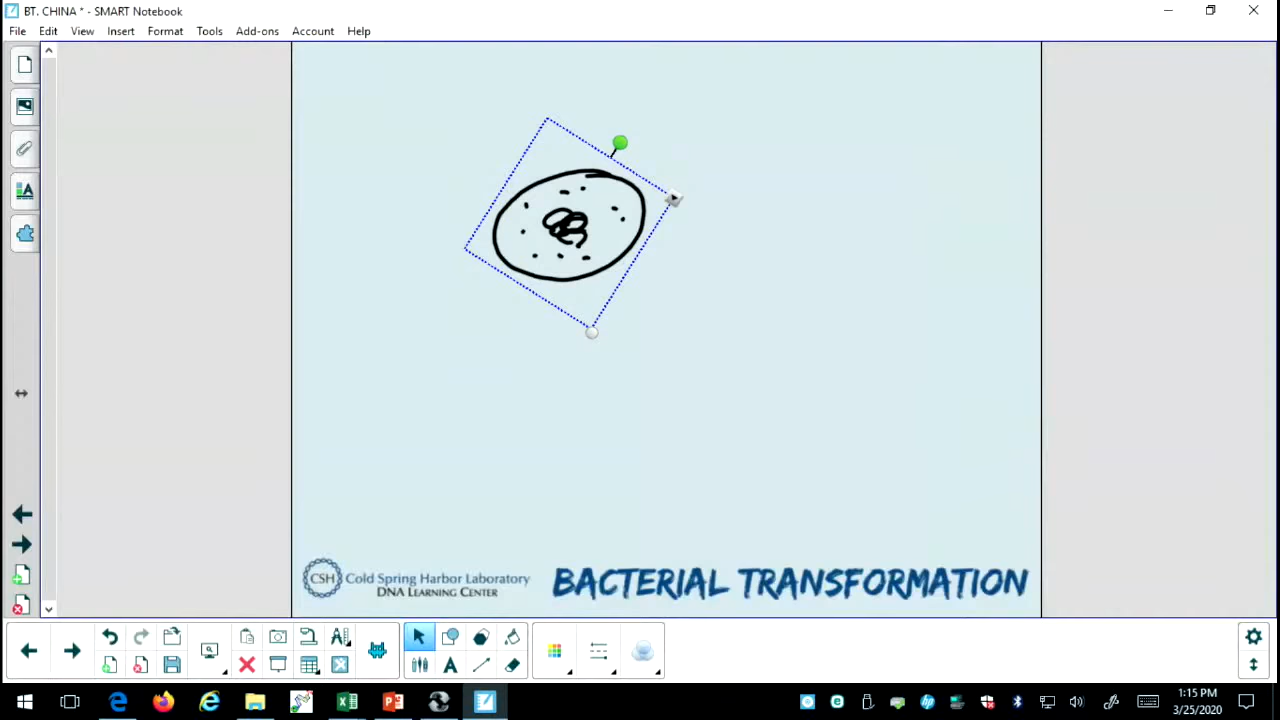 BT. CHINA * - SMART Notebook
File Edit View Insert Format Tools Add-ons Account Help
CSH Cold Spring Harbor Laboratory
DNA LEARNING CENTER
BACTERIAL TRANSFORMATION
1:15 PM
3/25/2020